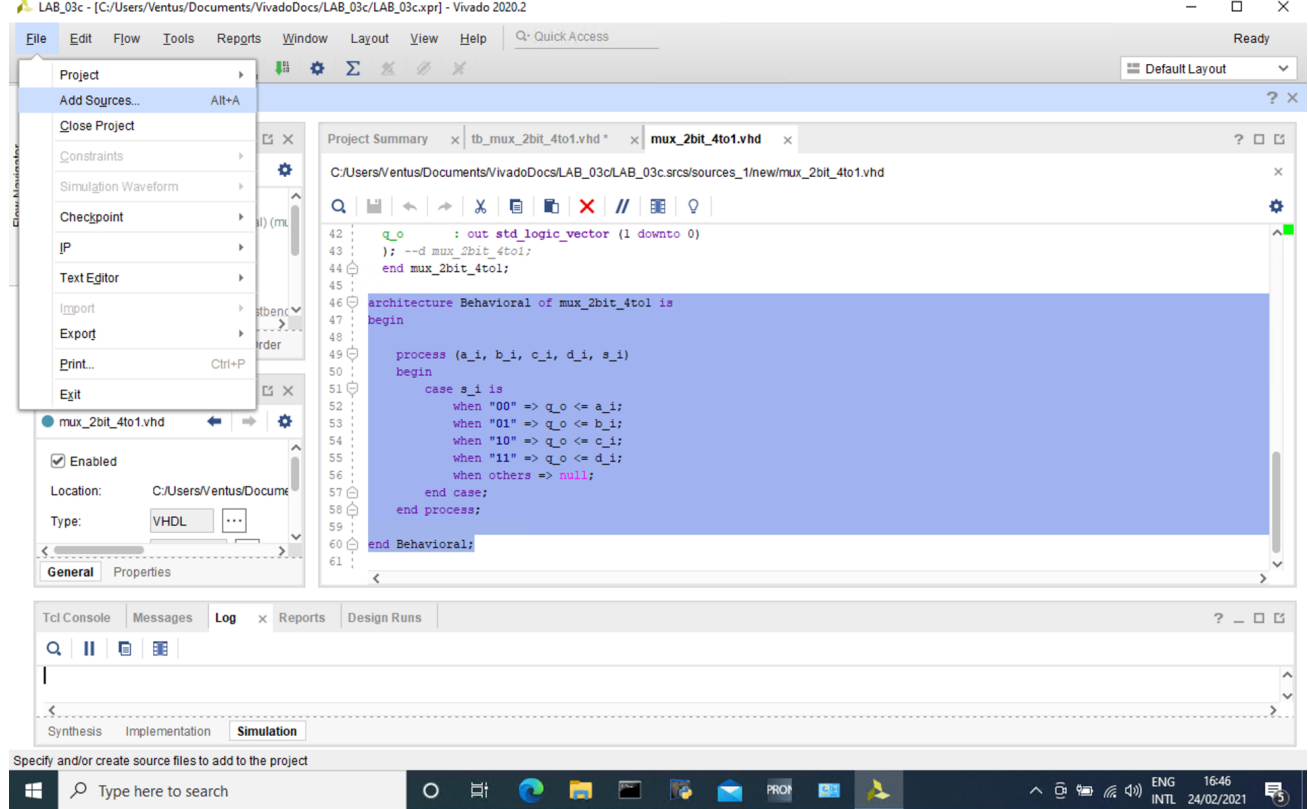 LAB_03c - [C:/Users/Ventus/Documents/VivadoDocs/LAB_03c/LAB_03c.xpr] - Vivado 2020.2
File Edit Flow Tools Reports Window Layout View Help Q- Quick Access Ready
Default Layout
Project
Add Sources... Alt+A
Close Project
Constraints
Simulation Waveform
Checkpoint
IP
Text Editor
Import
Export
Print... Ctrl+P
Exit
mux_2bit_4to1.vhd
Enabled
Location: C:/Users/Ventus/Docume
Type: VHDL ...
General Properties
Project Summary tb_mux_2bit_4to1.vhd * mux_2bit_4to1.vhd
C:/Users/Ventus/Documents/VivadoDocs/LAB_03c/LAB_03c.srcs/sources_1/new/mux_2bit_4to1.vhd
42 q_o : out std_logic_vector (1 downto 0)
43 ); --d mux_2bit_4to1;
44 end mux_2bit_4to1;
45
46 architecture Behavioral of mux_2bit_4to1 is
47 begin
48
49 process (a_i, b_i, c_i, d_i, s_i)
50 begin
51 case s_i is
52 when "00" => q_o <= a_i;
53 when "01" => q_o <= b_i;
54 when "10" => q_o <= c_i;
55 when "11" => q_o <= d_i;
56 when others => null;
57 end case;
58 end process;
59
60 end Behavioral;
61
Tcl Console Messages Log Reports Design Runs
Synthesis Implementation Simulation
Specify and/or create source files to add to the project
Type here to search
ENG 16:46
INTL 24/02/2021